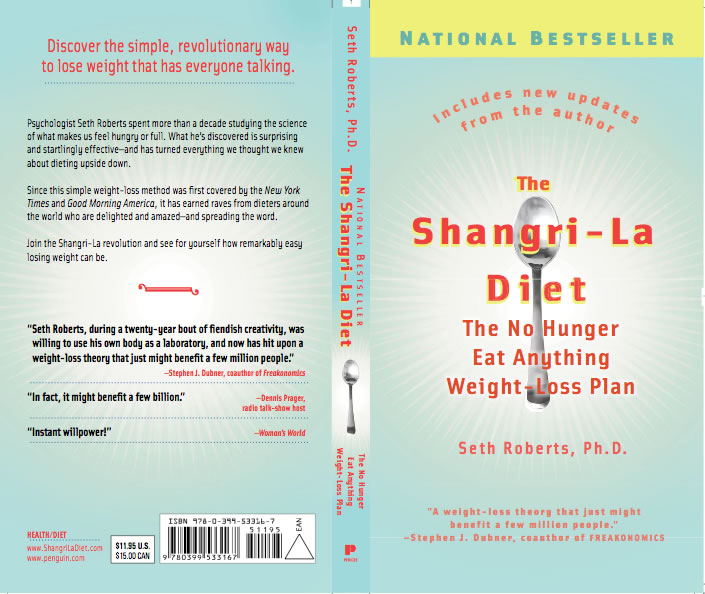 Discover the simple, revolutionary way
to lose weight that has everyone talking.
Psychologist Seth Roberts spent more than a decade studying the science
of what makes us feel hungry or full. What he's discovered is surprising
and startlingly effective—and has turned everything we thought we knew
about dieting upside down.
Since this simple weight-loss method was first covered by the New York
Times and Good Morning America, it has earned raves from dieters around
the world who are delighted and amazed—and spreading the word.
Join the Shangri-La revolution and see for yourself how remarkably easy
losing weight can be.
"Seth Roberts, during a twenty-year bout of fiendish creativity, was
willing to use his own body as a laboratory, and now has hit upon a
weight-loss theory that just might benefit a few million people."
—Stephen J. Dubner, coauthor of Freakonomics
"In fact, it might benefit a few billion."
—Dennis Prager,
radio talk-show host
"Instant willpower!"
—Woman's World
HEALTH/DIET
www.ShangriLaDiet.com
www.penguin.com
$11.95 U.S.
$15.00 CAN
ISBN 978-0-399-53316-7
51195
9 780399 533167
EAN
Seth Roberts, Ph.D.
NATIONAL BESTSELLER
The Shangri-La Diet
The No Hunger
Eat Anything
Weight-Loss Plan
NATIONAL BESTSELLER
Includes new updates
from the author
The
Shangri-La
Diet
The No Hunger
Eat Anything
Weight-Loss Plan
Seth Roberts, Ph.D.
"A weight-loss theory that just might
benefit a few million people."
—Stephen J. Dubner, coauthor of FREAKONOMICS